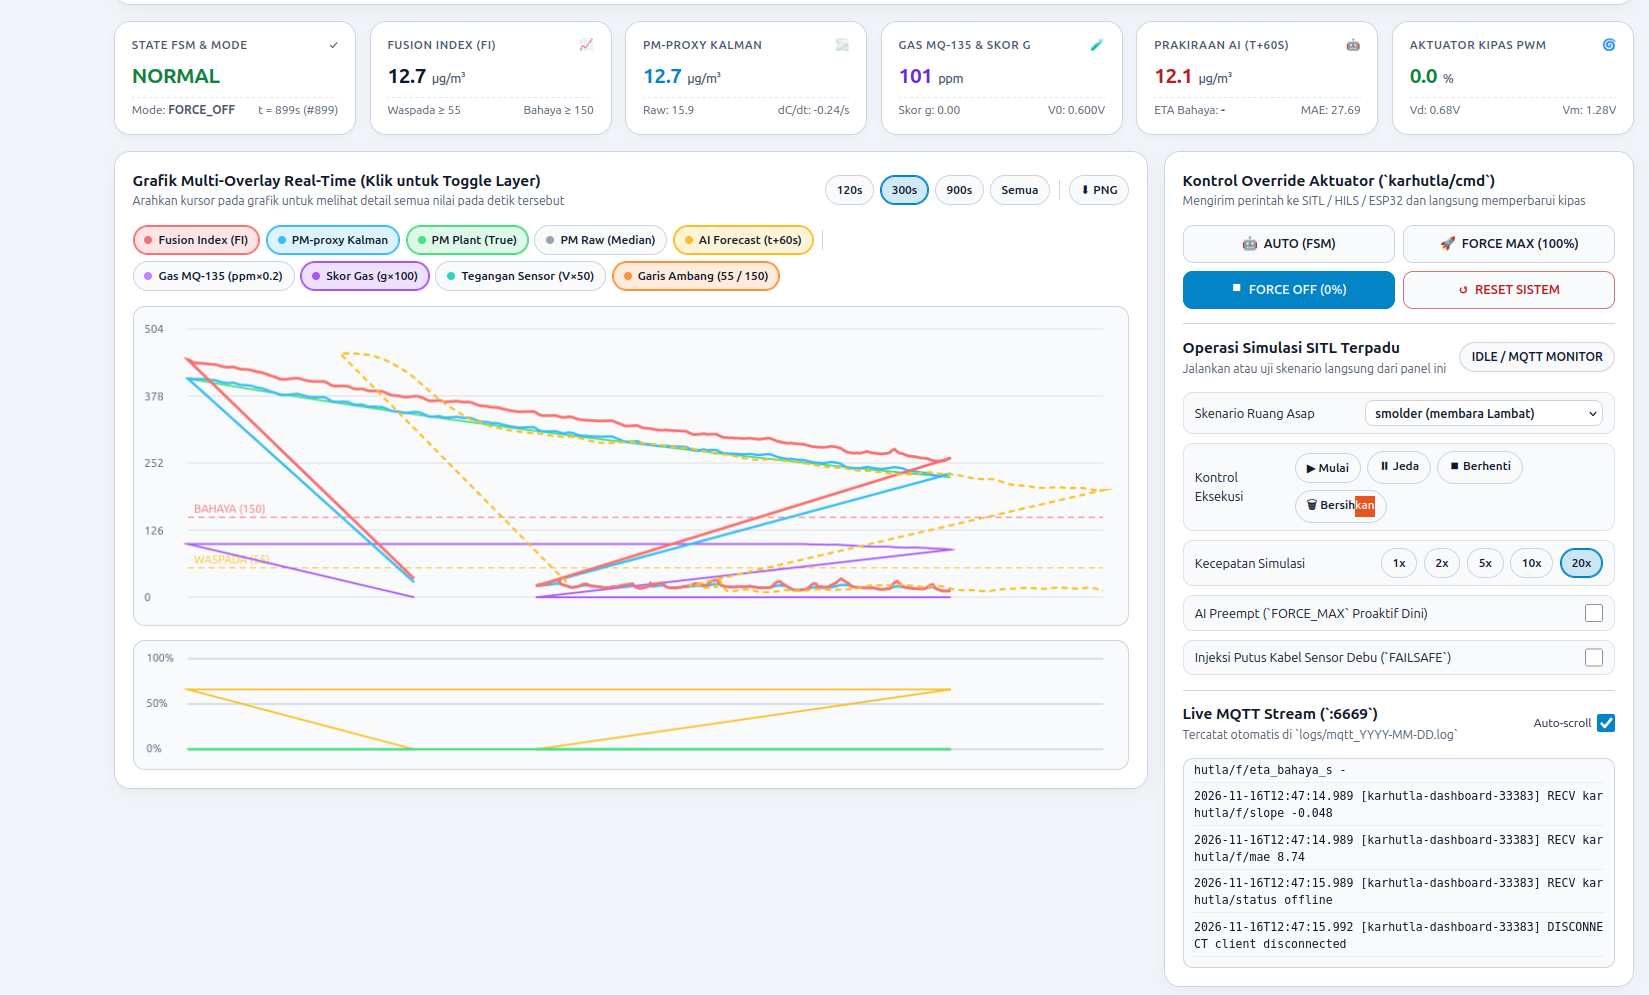 STATE FSM & MODE
NORMAL
Mode: FORCE_OFF t = 899s (#899)
FUSION INDEX (FI)
12.7 µg/m³
Waspada ≥ 55 Bahaya ≥ 150
PM-PROXY KALMAN
12.7 µg/m³
Raw: 15.9 dC/dt: -0.24/s
GAS MQ-135 & SKOR G
101 ppm
Skor g: 0.00 V0: 0.600V
PRAKIRAAN AI (T+60S)
12.1 µg/m³
ETA Bahaya: - MAE: 27.69
AKTUATOR KIPAS PWM
0.0 %
Vd: 0.68V Vm: 1.28V
Grafik Multi-Overlay Real-Time (Klik untuk Toggle Layer)
Arahkan kursor pada grafik untuk melihat detail semua nilai pada detik tersebut
120s 300s 900s Semua ⬇ PNG
Fusion Index (FI) PM-proxy Kalman PM Plant (True) PM Raw (Median) AI Forecast (t+60s)
Gas MQ-135 (ppm×0.2) Skor Gas (g×100) Tegangan Sensor (V×50) Garis Ambang (55 / 150)
504
378
252
BAHAYA (150)
126
WASPADA (55)
0
100%
50%
0%
Kontrol Override Aktuator (`karhutla/cmd`)
Mengirim perintah ke SITL / HILS / ESP32 dan langsung memperbarui kipas
AUTO (FSM) FORCE MAX (100%)
FORCE OFF (0%) RESET SISTEM
Operasi Simulasi SITL Terpadu
Jalankan atau uji skenario langsung dari panel ini
IDLE / MQTT MONITOR
Skenario Ruang Asap smolder (membara Lambat)
Kontrol Eksekusi
▶ Mulai ⏸ Jeda ⏹ Berhenti
Bersihkan
Kecepatan Simulasi 1x 2x 5x 10x 20x
AI Preempt (`FORCE_MAX` Proaktif Dini)
Injeksi Putus Kabel Sensor Debu (`FAILSAFE`)
Live MQTT Stream (`:6669`)
Tercatat otomatis di `logs/mqtt_YYYY-MM-DD.log`
Auto-scroll
hutla/f/eta_bahaya_s -
2026-11-16T12:47:14.989 [karhutla-dashboard-33383] RECV kar
hutla/f/slope -0.048
2026-11-16T12:47:14.989 [karhutla-dashboard-33383] RECV kar
hutla/f/mae 8.74
2026-11-16T12:47:15.989 [karhutla-dashboard-33383] RECV kar
hutla/status offline
2026-11-16T12:47:15.992 [karhutla-dashboard-33383] DISCONNE
CT client disconnected